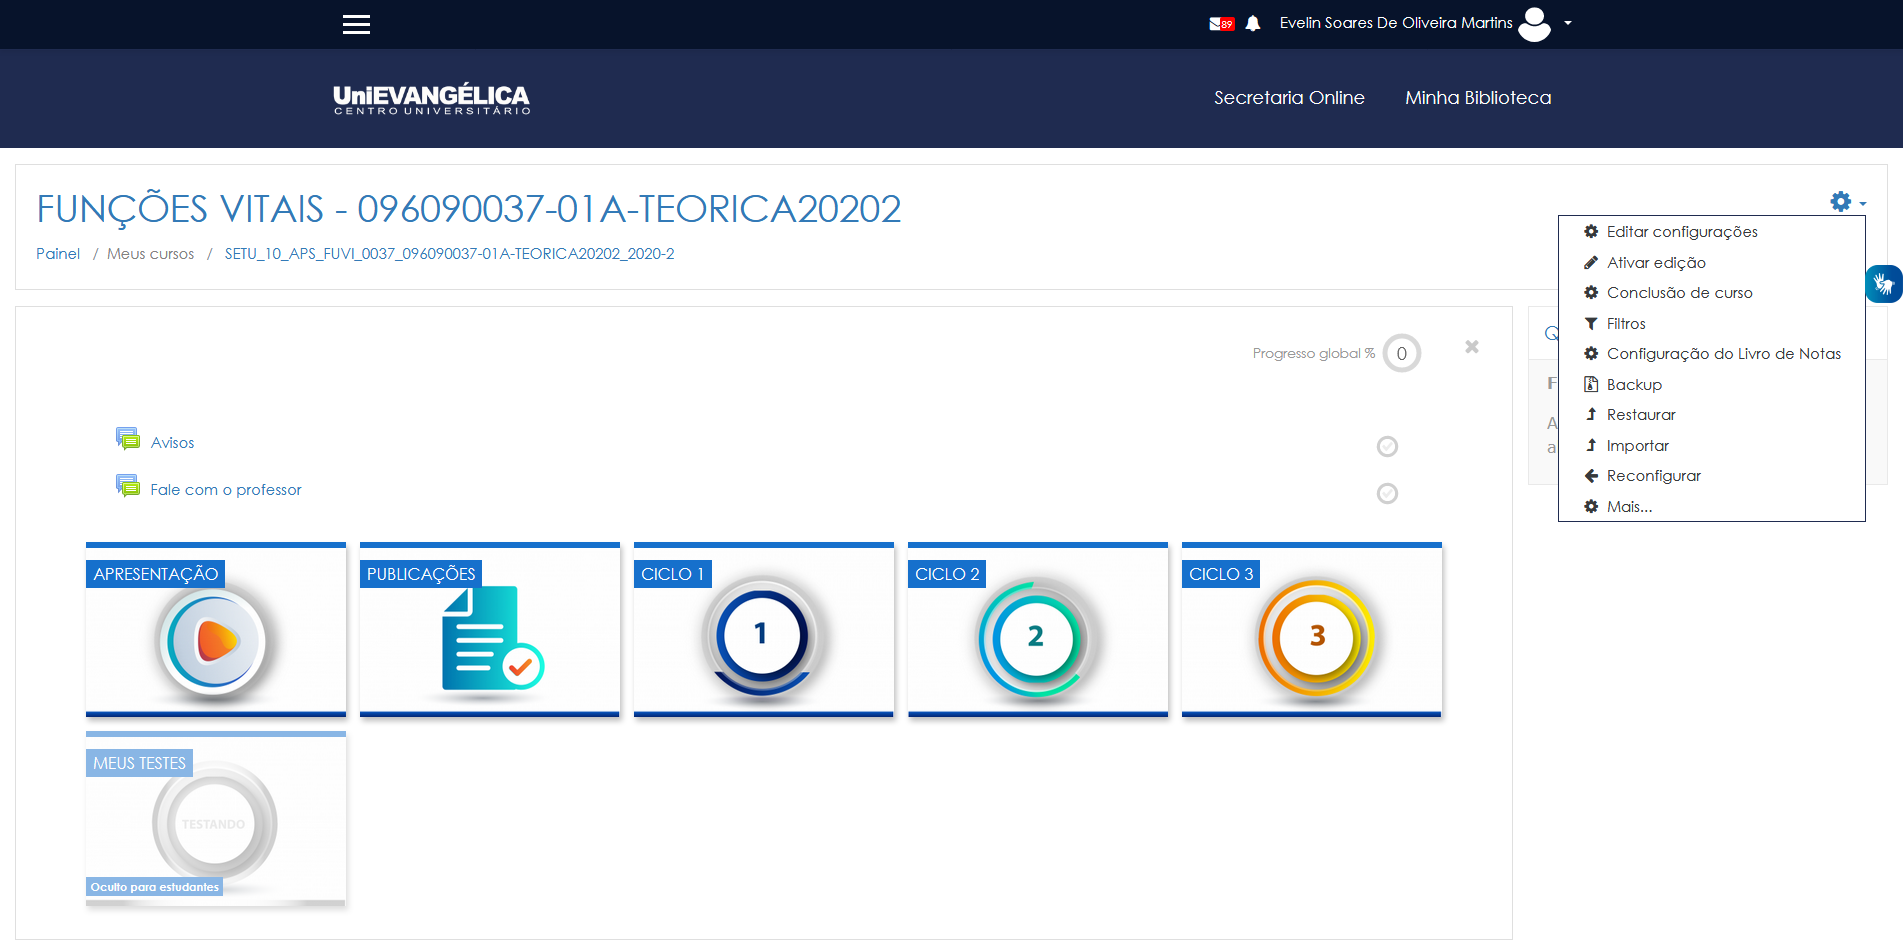 89
Evelin Soares De Oliveira Martins
UniEVANGÉLICA
CENTRO UNIVERSITÁRIO
Secretaria Online
Minha Biblioteca
FUNÇÕES VITAIS - 096090037-01A-TEORICA20202
Painel / Meus cursos / SETU_10_APS_FUVI_0037_096090037-01A-TEORICA20202_2020-2
Editar configurações
Ativar edição
Conclusão de curso
Filtros
Configuração do Livro de Notas
Backup
Restaurar
Importar
Reconfigurar
Mais...
Progresso global % 0
Avisos
Fale com o professor
APRESENTAÇÃO
PUBLICAÇÕES
CICLO 1
1
CICLO 2
2
CICLO 3
3
MEUS TESTES
TESTANDO
Oculto para estudantes